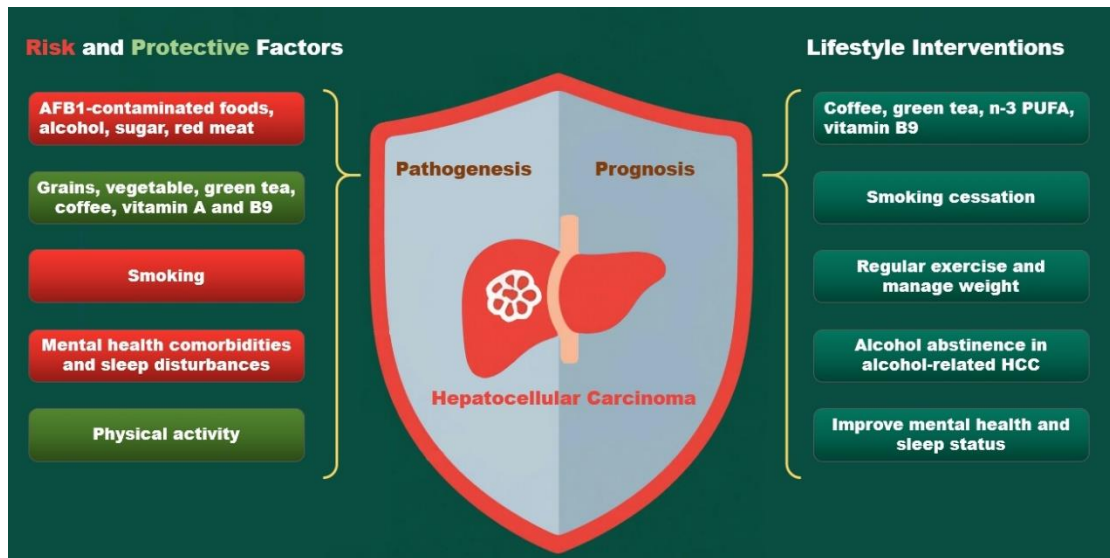 Risk and Protective Factors
AFB1-contaminated foods,
alcohol, sugar, red meat
Grains, vegetable, green tea,
coffee, vitamin A and B9
Smoking
Mental health comorbidities
and sleep disturbances
Physical activity
Pathogenesis
Prognosis
Hepatocellular Carcinoma
Lifestyle Interventions
Coffee, green tea, n-3 PUFA,
vitamin B9
Smoking cessation
Regular exercise and
manage weight
Alcohol abstinence in
alcohol-related HCC
Improve mental health and
sleep status